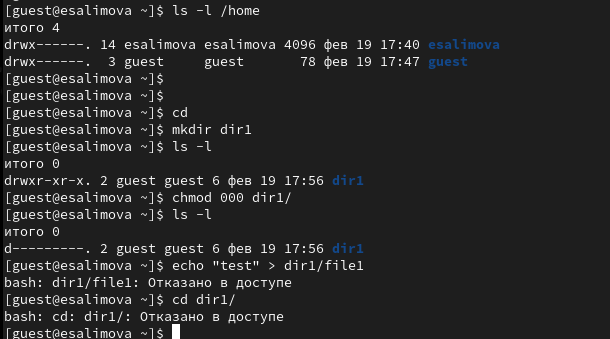 [guest@esalimova ~]$ ls -l /home
итого 4
drwx------. 14 esalimova esalimova 4096 фев 19 17:40 esalimova
drwx------.  3 guest     guest       78 фев 19 17:47 guest
[guest@esalimova ~]$
[guest@esalimova ~]$
[guest@esalimova ~]$ cd
[guest@esalimova ~]$ mkdir dir1
[guest@esalimova ~]$ ls -l
итого 0
drwxr-xr-x. 2 guest guest 6 фев 19 17:56 dir1
[guest@esalimova ~]$ chmod 000 dir1/
[guest@esalimova ~]$ ls -l
итого 0
d---------. 2 guest guest 6 фев 19 17:56 dir1
[guest@esalimova ~]$ echo "test" > dir1/file1
bash: dir1/file1: Отказано в доступе
[guest@esalimova ~]$ cd dir1/
bash: cd: dir1/: Отказано в доступе
[guest@esalimova ~]$